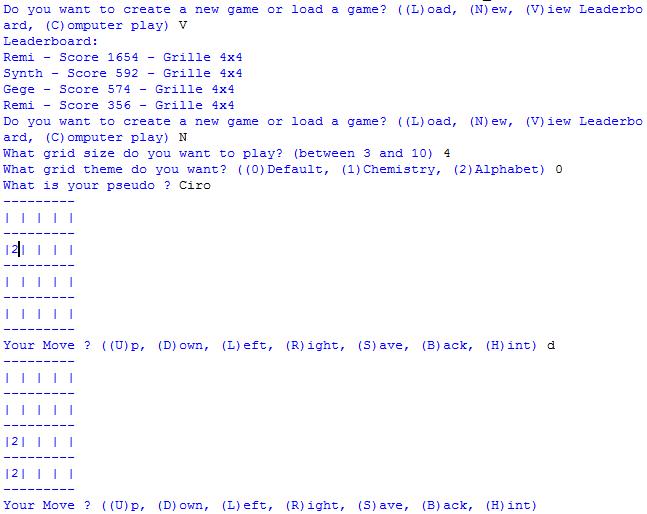 Do you want to create a new game or load a game? ((L)oad, (N)ew, (V)iew Leaderbo
ard, (C)omputer play) V
Leaderboard:
Remi - Score 1654 - Grille 4x4
Synth - Score 592 - Grille 4x4
Gege - Score 574 - Grille 4x4
Remi - Score 356 - Grille 4x4
Do you want to create a new game or load a game? ((L)oad, (N)ew, (V)iew Leaderbo
ard, (C)omputer play) N
What grid size do you want to play? (between 3 and 10) 4
What grid theme do you want? ((0)Default, (1)Chemistry, (2)Alphabet) 0
What is your pseudo ? Ciro
---------
| | | | |
---------
|2| | | |
---------
| | | | |
---------
| | | | |
---------
Your Move ? ((U)p, (D)own, (L)eft, (R)ight, (S)ave, (B)ack, (H)int) d
---------
| | | | |
---------
| | | | |
---------
|2| | | |
---------
|2| | | |
---------
Your Move ? ((U)p, (D)own, (L)eft, (R)ight, (S)ave, (B)ack, (H)int)